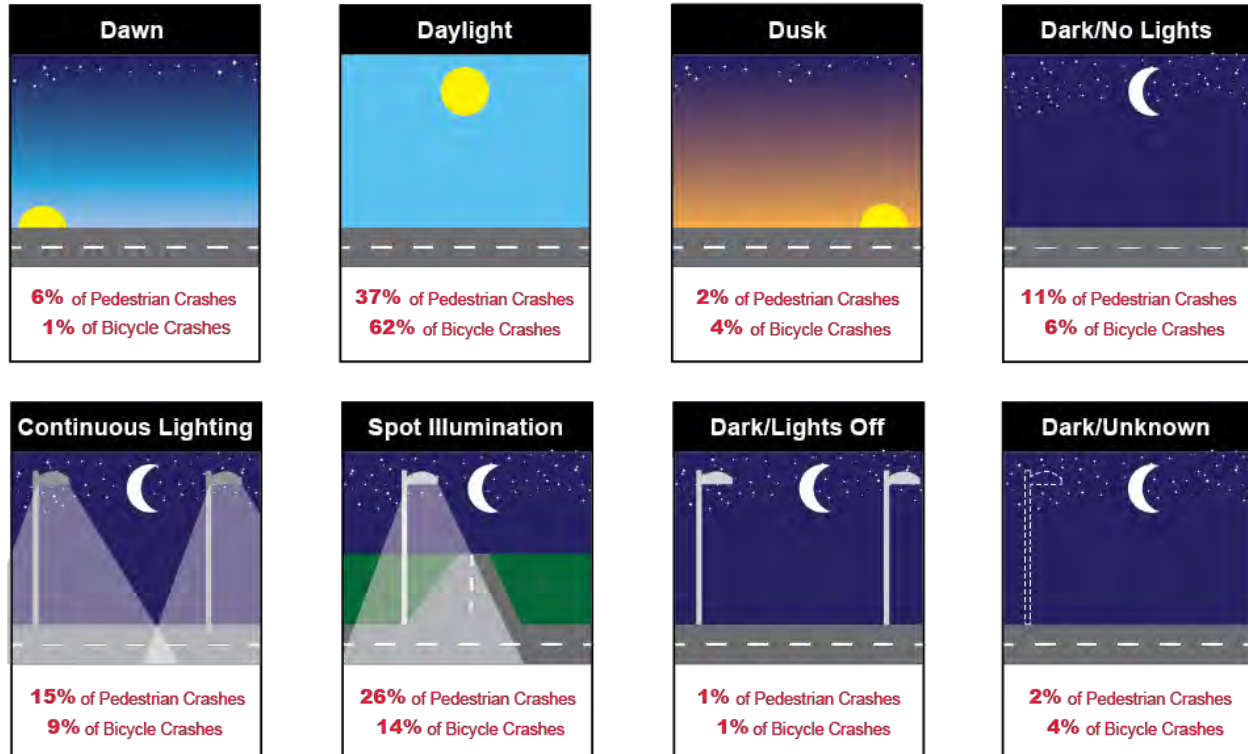 Dawn
Daylight
Dusk
Dark/No Lights
6% of Pedestrian Crashes
1% of Bicycle Crashes
37% of Pedestrian Crashes
62% of Bicycle Crashes
2% of Pedestrian Crashes
4% of Bicycle Crashes
11% of Pedestrian Crashes
6% of Bicycle Crashes
Continuous Lighting
Spot Illumination
Dark/Lights Off
Dark/Unknown
15% of Pedestrian Crashes
9% of Bicycle Crashes
26% of Pedestrian Crashes
14% of Bicycle Crashes
1% of Pedestrian Crashes
1% of Bicycle Crashes
2% of Pedestrian Crashes
4% of Bicycle Crashes